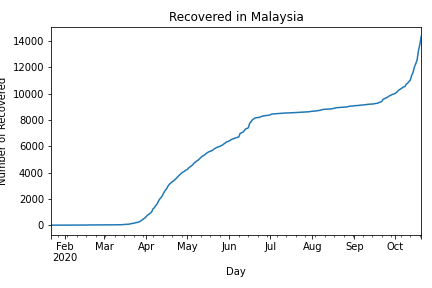 Recovered in Malaysia
Number of Recovered
14000
12000
10000
8000
6000
4000
2000
0
Feb Mar Apr May Jun Jul Aug Sep Oct
2020
Day